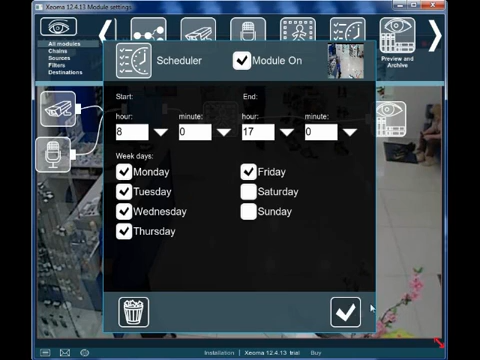 Xeoma 12.4.13 Module settings
All modules
Chains
Sources
Filters
Destinations
Scheduler
Module On
Preview and
Archive
Start:
End:
hour:
minute:
hour:
minute:
8
0
17
0
Week days:
Monday
Friday
Tuesday
Saturday
Wednesday
Sunday
Thursday
Installation
Xeoma 12.4.13 trial
Buy